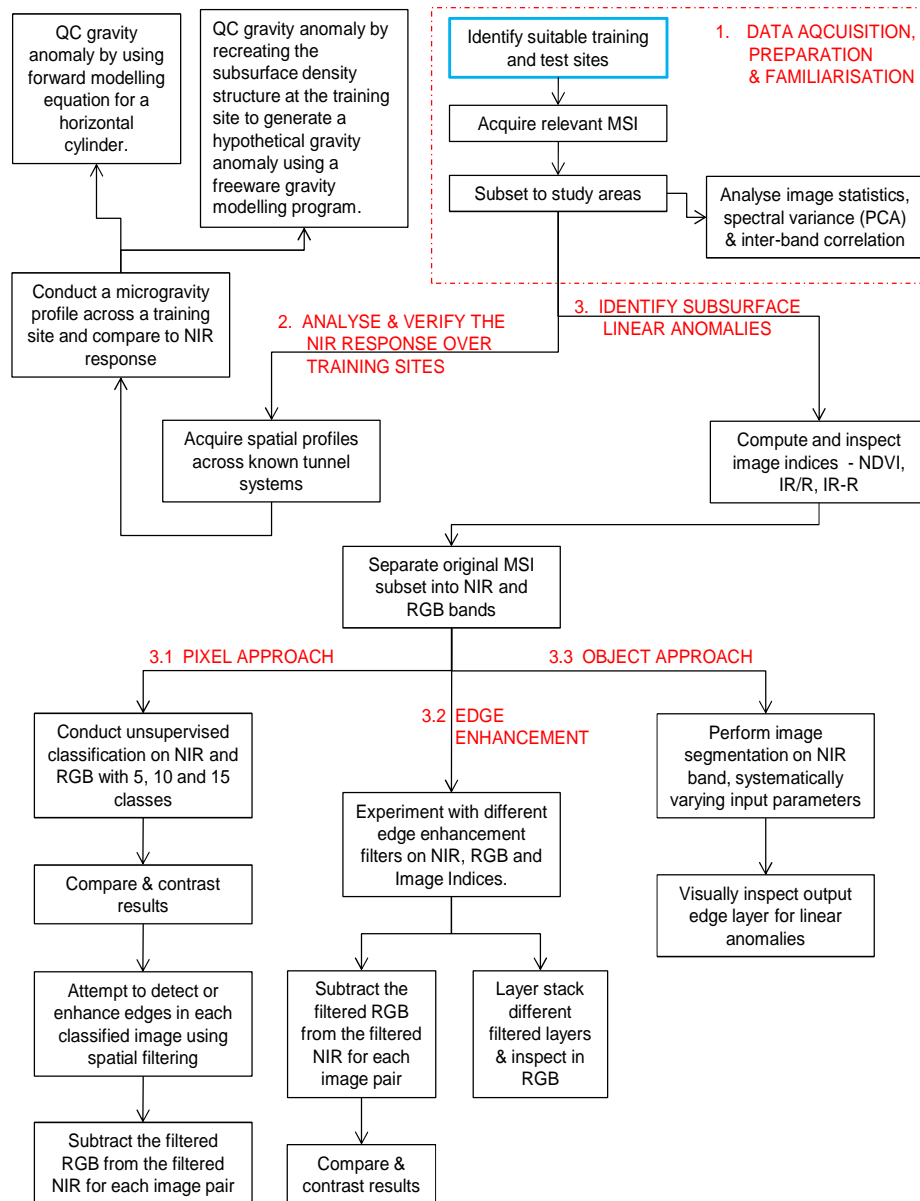 QC gravity
anomaly by using
forward modelling
equation for a
horizontal
cylinder.
QC gravity anomaly by
recreating the
subsurface density
structure at the training
site to generate a
hypothetical gravity
anomaly using a
freeware gravity
modelling program.
Identify suitable training
and test sites
1. DATA AQCUISITION,
PREPARATION
& FAMILIARISATION
Acquire relevant MSI
Subset to study areas
Analyse image statistics,
spectral variance (PCA)
& inter-band correlation
Conduct a microgravity
profile across a training
site and compare to NIR
response
2. ANALYSE & VERIFY THE
NIR RESPONSE OVER
TRAINING SITES
3. IDENTIFY SUBSURFACE
LINEAR ANOMALIES
Acquire spatial profiles
across known tunnel
systems
Compute and inspect
image indices - NDVI,
IR/R, IR-R
Separate original MSI
subset into NIR and
RGB bands
3.1 PIXEL APPROACH
3.2 EDGE
ENHANCEMENT
3.3 OBJECT APPROACH
Conduct unsupervised
classification on NIR and
RGB with 5, 10 and 15
classes
Compare & contrast
results
Attempt to detect or
enhance edges in each
classified image using
spatial filtering
Subtract the filtered
RGB from the filtered
NIR for each image pair
Experiment with different
edge enhancement
filters on NIR, RGB and
Image Indices.
Subtract the
filtered RGB
from the filtered
NIR for each
image pair
Compare &
contrast results
Layer stack
different
filtered layers
& inspect in
RGB
Perform image
segmentation on NIR
band, systematically
varying input parameters
Visually inspect output
edge layer for linear
anomalies